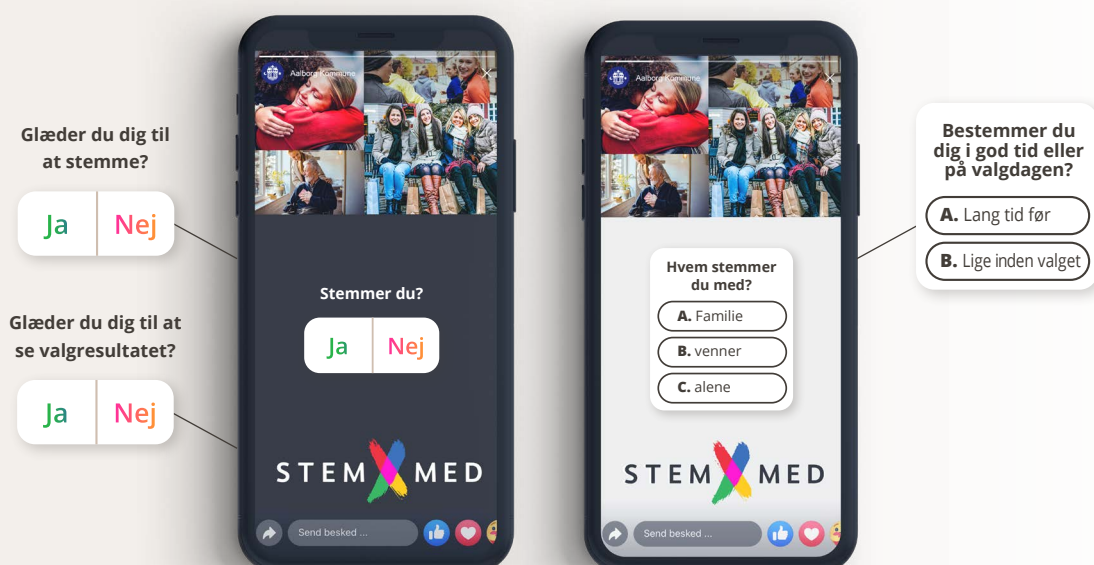 Glæder du dig til
at stemme?
Ja Nej
Glæder du dig til at
se valgresultatet?
Ja Nej
Aalborg Kommune
Stemmer du?
Ja Nej
STEM MED
Send besked ...
Aalborg Kommune
Hvem stemmer
du med?
A. Familie
B. venner
C. alene
STEM MED
Send besked ...
Bestemmer du
dig i god tid eller
på valgdagen?
A. Lang tid før
B. Lige inden valget